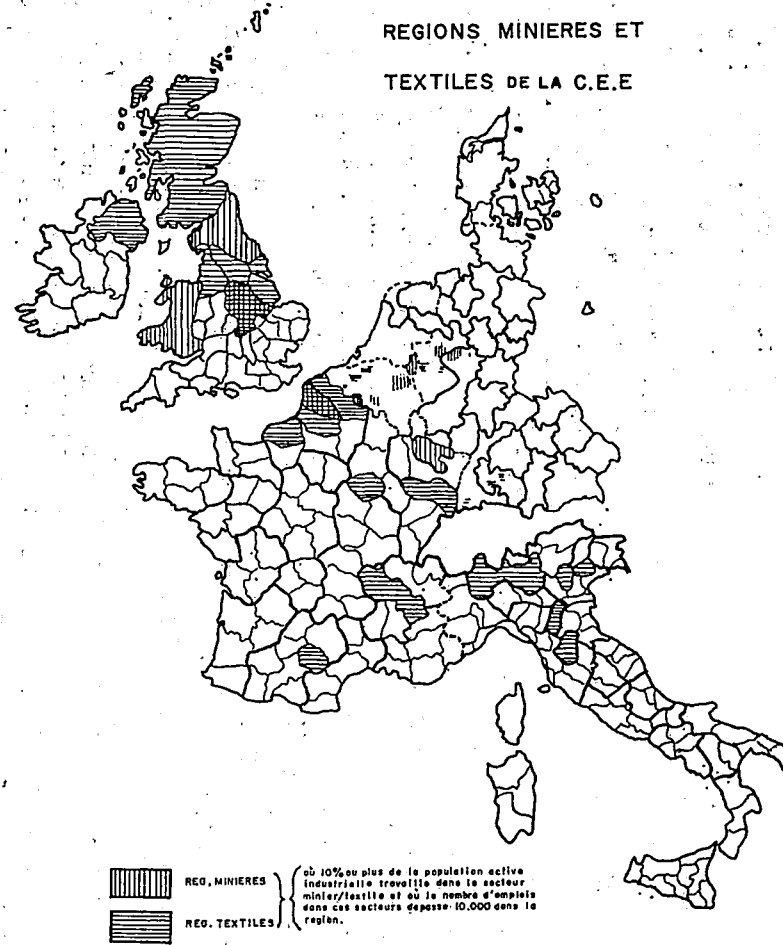 REGIONS MINIERES ET
TEXTILES DE LA C.E.E
REG. MINIERES
REG. TEXTILES
où 10% ou plus de la population active
industrielle travaille dans le secteur
minier/textile et où le nombre d'emplois
dans ces secteurs dépasse 10.000 dans la
région.